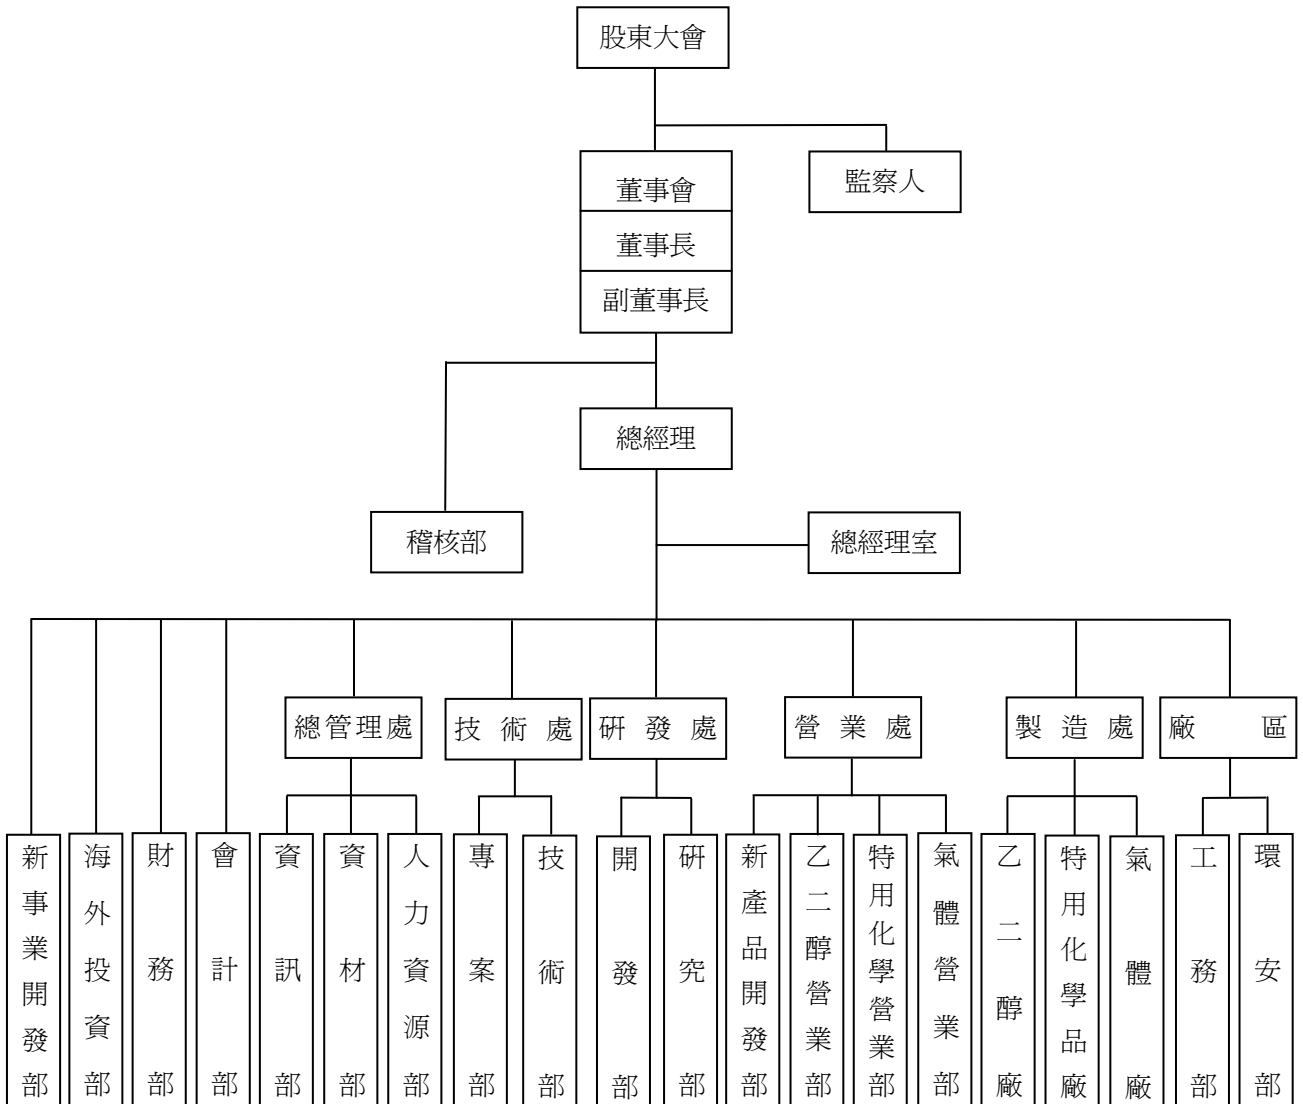 股東大會
監察人
董事會
董事長
副董事長
總經理
稽核部
總經理室
總管理處
技術處
研發處
營業處
製造處
廠區
新事業開發部
海外投資部
財務部
會計部
資訊部
資材部
人力資源部
專案部
技術部
開發部
研究部
新產品開發部
乙二醇營業部
特用化學營業部
氣體營業部
乙二醇廠
特用化學品廠
氣體廠
工務部
環安部